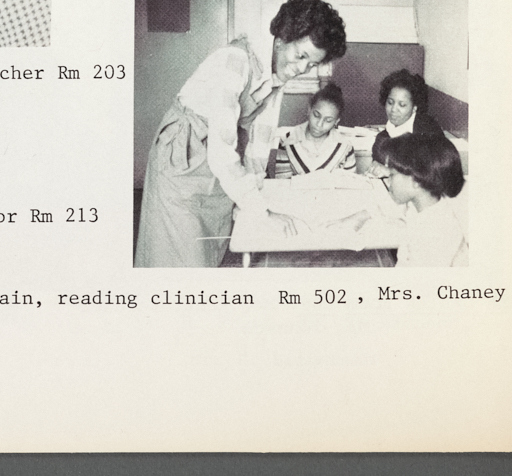 cher Rm 203
or Rm 213
ain, reading clinician Rm 502 , Mrs. Chaney